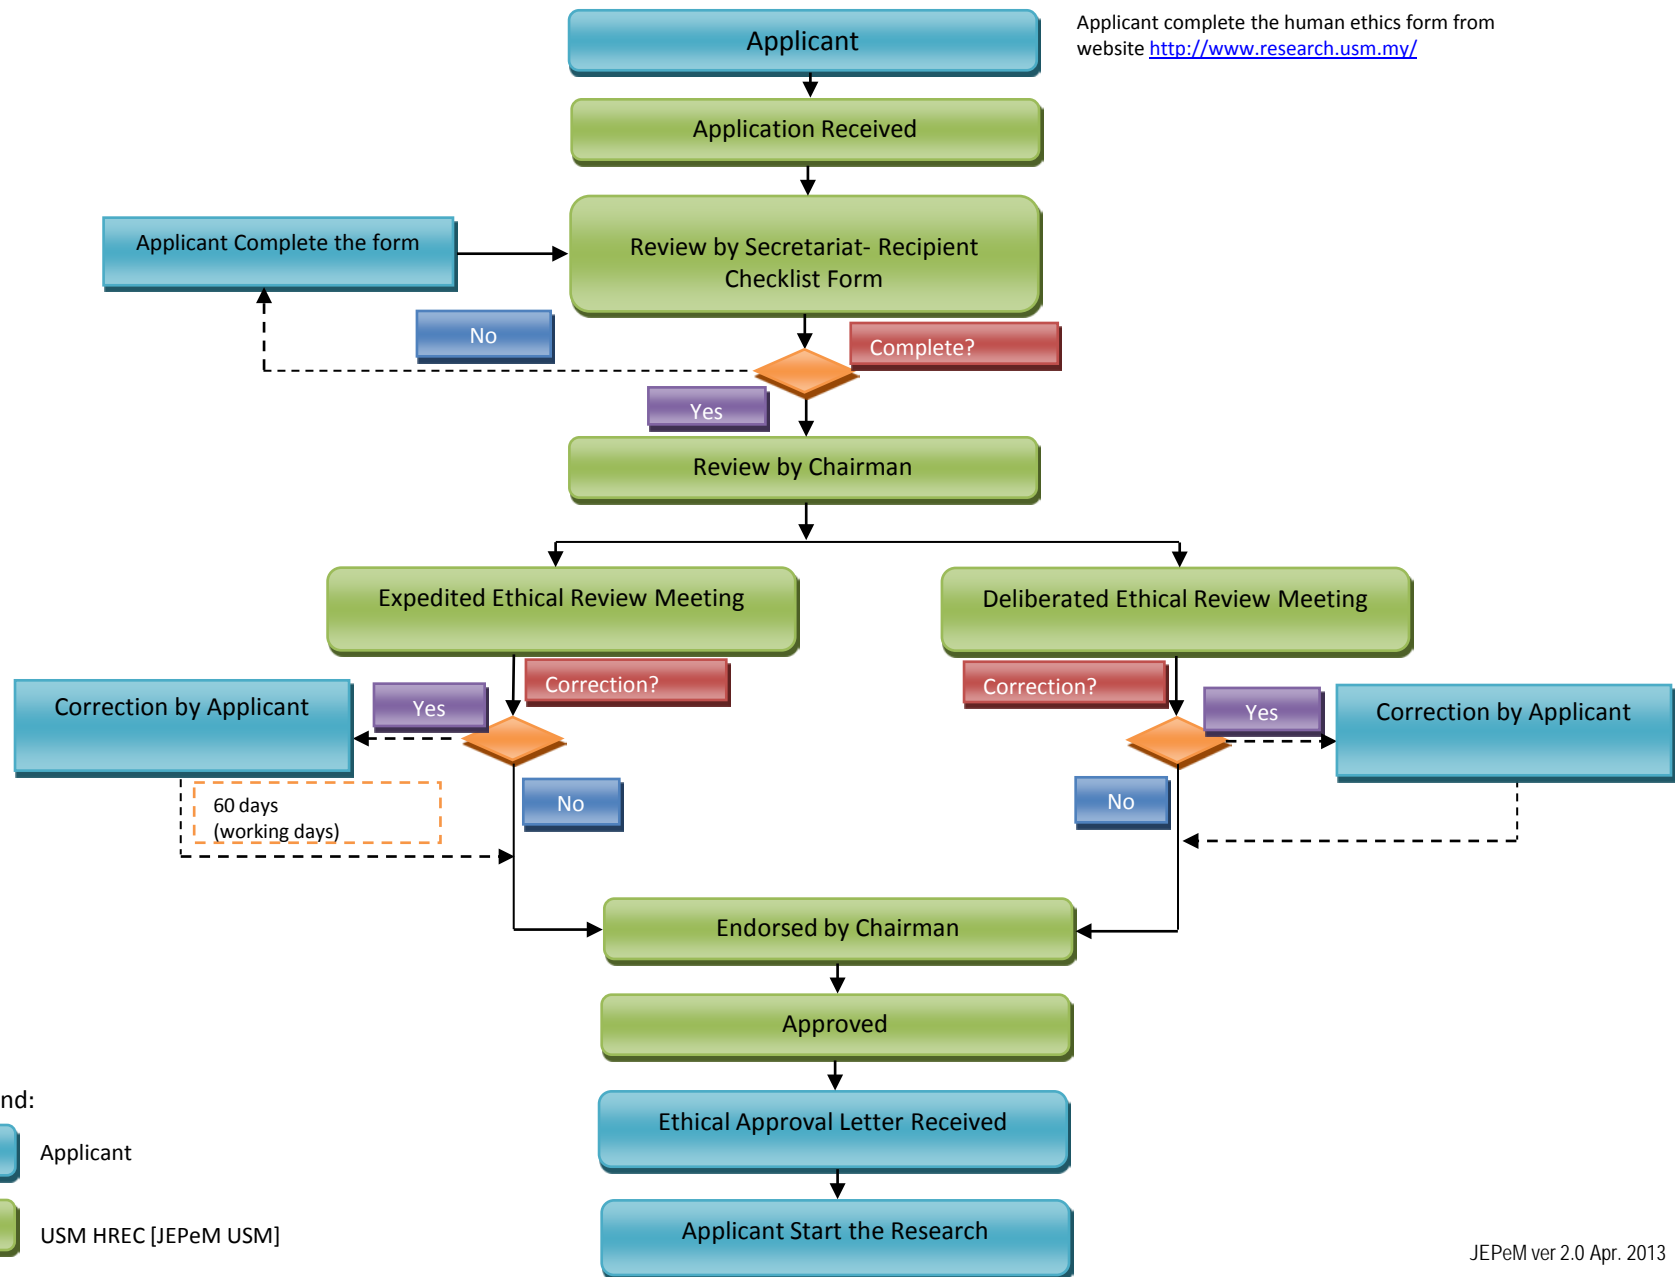 Applicant
Applicant complete the human ethics form from
website http://www.research.usm.my/
Application Received
Applicant Complete the form
Review by Secretariat- Recipient
Checklist Form
No
Complete?
Yes
Review by Chairman
Expedited Ethical Review Meeting
Deliberated Ethical Review Meeting
Correction?
Correction?
Correction by Applicant
Yes
Yes
Correction by Applicant
60 days
(working days)
No
No
Endorsed by Chairman
Approved
nd:
Ethical Approval Letter Received
Applicant
Applicant Start the Research
USM HREC [JEPeM USM]
JEPeM ver 2.0 Apr. 2013